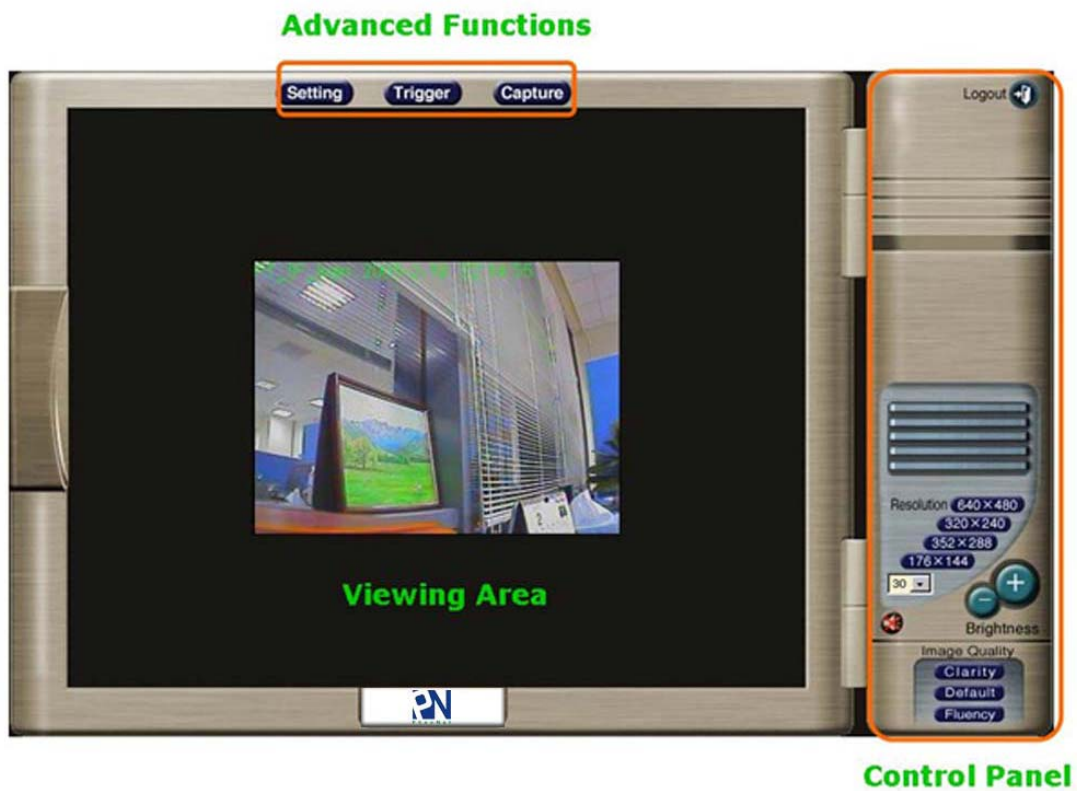 Advanced Functions
Setting Trigger Capture
Logout
Resolution 640×480
320×240
352×288
176×144
30
Brightness
Image Quality
Clarity
Default
Fluency
Viewing Area
PN
Control Panel